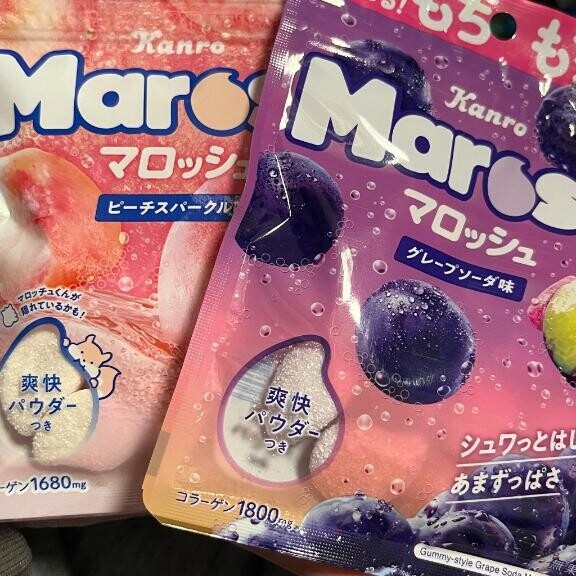 Kanro
Maros
マロッシュ
ピーチスパークル
マロッチュくんが
隠れているかも!
爽快
パウダー
つき
ーゲン1680mg
もち も
Kanro
Maros
マロッシュ
グレープソーダ味
爽快
パウダー
つき
シュワっとはじ
あまずっぱさ
コラーゲン1800mg
Gummy-style Grape Soda